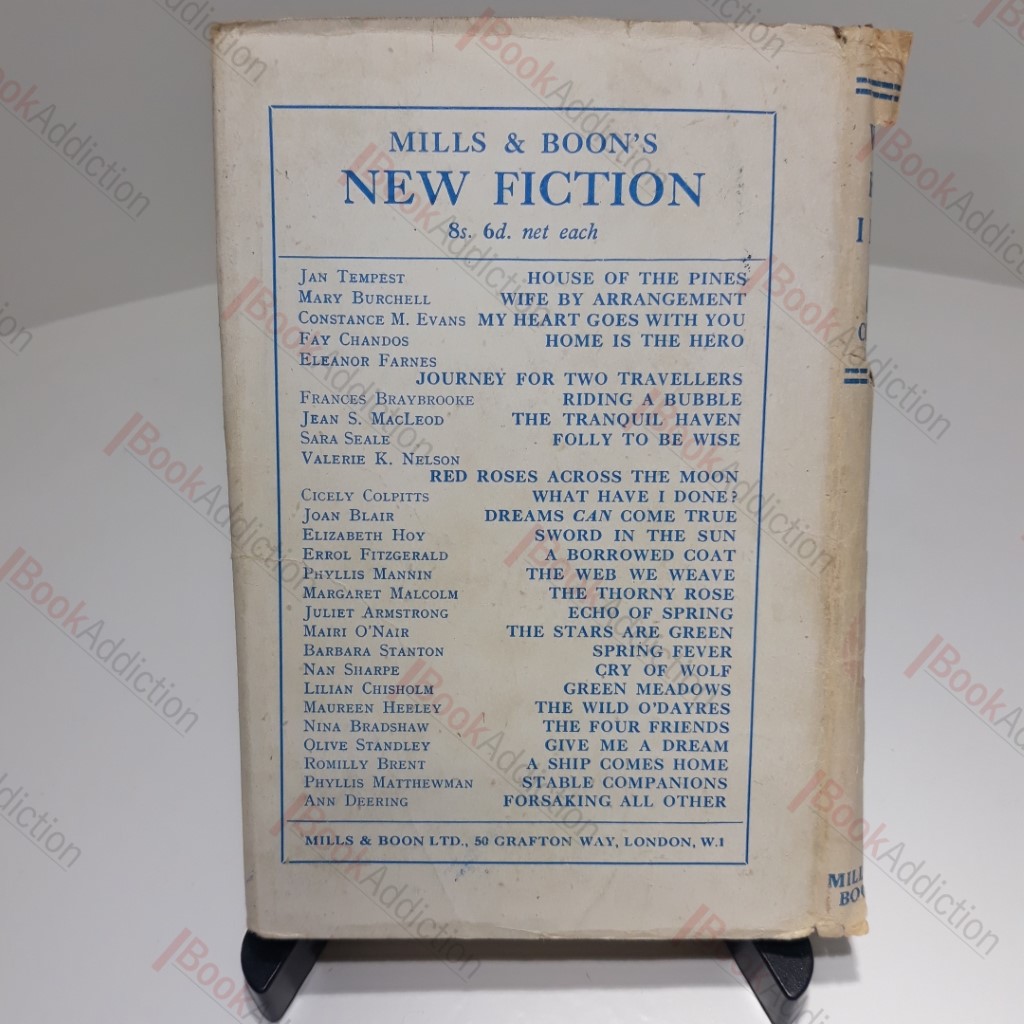 MILLS & BOON'S
NEW FICTION
8s. 6d. net each
JAN TEMPEST HOUSE OF THE PINES
MARY BURCHELL WIFE BY ARRANGEMENT
CONSTANCE M. EVANS MY HEART GOES WITH YOU
FAY CHANDOS HOME IS THE HERO
ELEANOR FARNES
JOURNEY FOR TWO TRAVELLERS
FRANCES BRAYBROOKE RIDING A BUBBLE
JEAN S. MACLEOD THE TRANQUIL HAVEN
SARA SEALE FOLLY TO BE WISE
VALERIE K. NELSON
RED ROSES ACROSS THE MOON
CICELY COLPITTS WHAT HAVE I DONE?
JOAN BLAIR DREAMS CAN COME TRUE
ELIZABETH HOY SWORD IN THE SUN
ERROL FITZGERALD A BORROWED COAT
PHYLLIS MANNIN THE WEB WE WEAVE
MARGARET MALCOLM THE THORNY ROSE
JULIET ARMSTRONG ECHO OF SPRING
MAIRI O'NAIR THE STARS ARE GREEN
BARBARA STANTON SPRING FEVER
NAN SHARPE CRY OF WOLF
LILIAN CHISHOLM GREEN MEADOWS
MAUREEN HEELEY THE WILD O'DAYRES
NINA BRADSHAW THE FOUR FRIENDS
OLIVE STANDLEY GIVE ME A DREAM
ROMILLY BRENT A SHIP COMES HOME
PHYLLIS MATTHEWMAN STABLE COMPANIONS
ANN DEERING FORSAKING ALL OTHER
MILLS & BOON LTD., 50 GRAFTON WAY, LONDON, W.1
BookAddiction